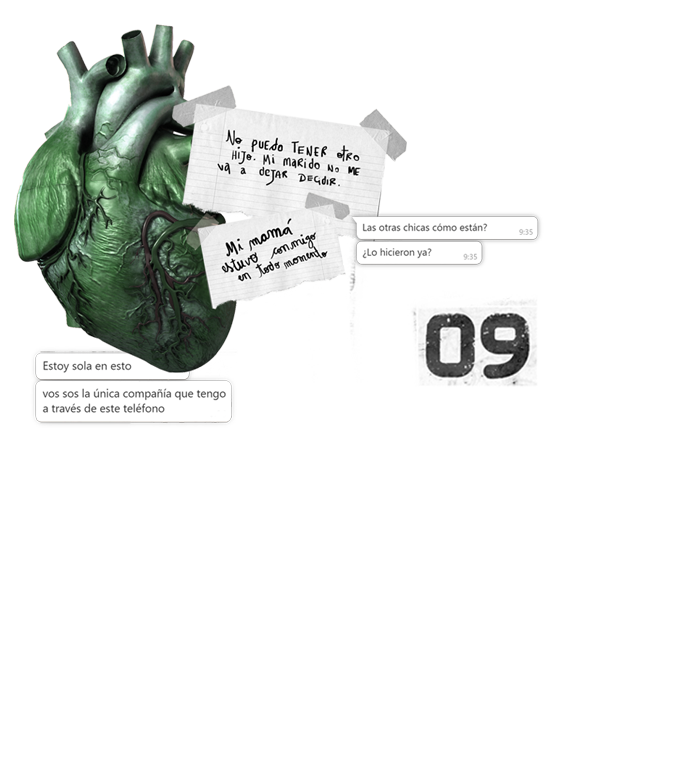 No puedo TENER otro
HIJO. Mi marido NO ME
va a dejar DECIDIR.
Mi mamá
estuvo conmigo
en todo momento
Las otras chicas cómo están?
9:35
¿Lo hicieron ya?
9:35
09
Estoy sola en esto
vos sos la única compañía que tengo
a través de este teléfono